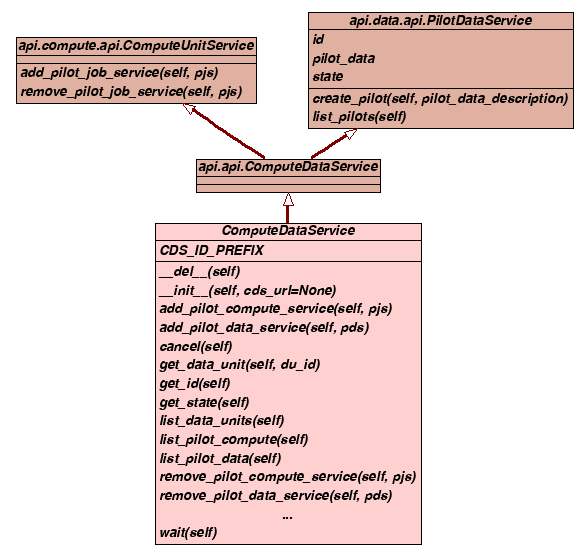 api.compute.api.ComputeUnitService
add_pilot_job_service(self, pjs)
remove_pilot_job_service(self, pjs)
api.data.api.PilotDataService
id
pilot_data
state
create_pilot(self, pilot_data_description)
list_pilots(self)
api.api.ComputeDataService
ComputeDataService
CDS_ID_PREFIX
__del__(self)
__init__(self, cds_url=None)
add_pilot_compute_service(self, pjs)
add_pilot_data_service(self, pds)
cancel(self)
get_data_unit(self, du_id)
get_id(self)
get_state(self)
list_data_units(self)
list_pilot_compute(self)
list_pilot_data(self)
remove_pilot_compute_service(self, pjs)
remove_pilot_data_service(self, pds)
...
wait(self)